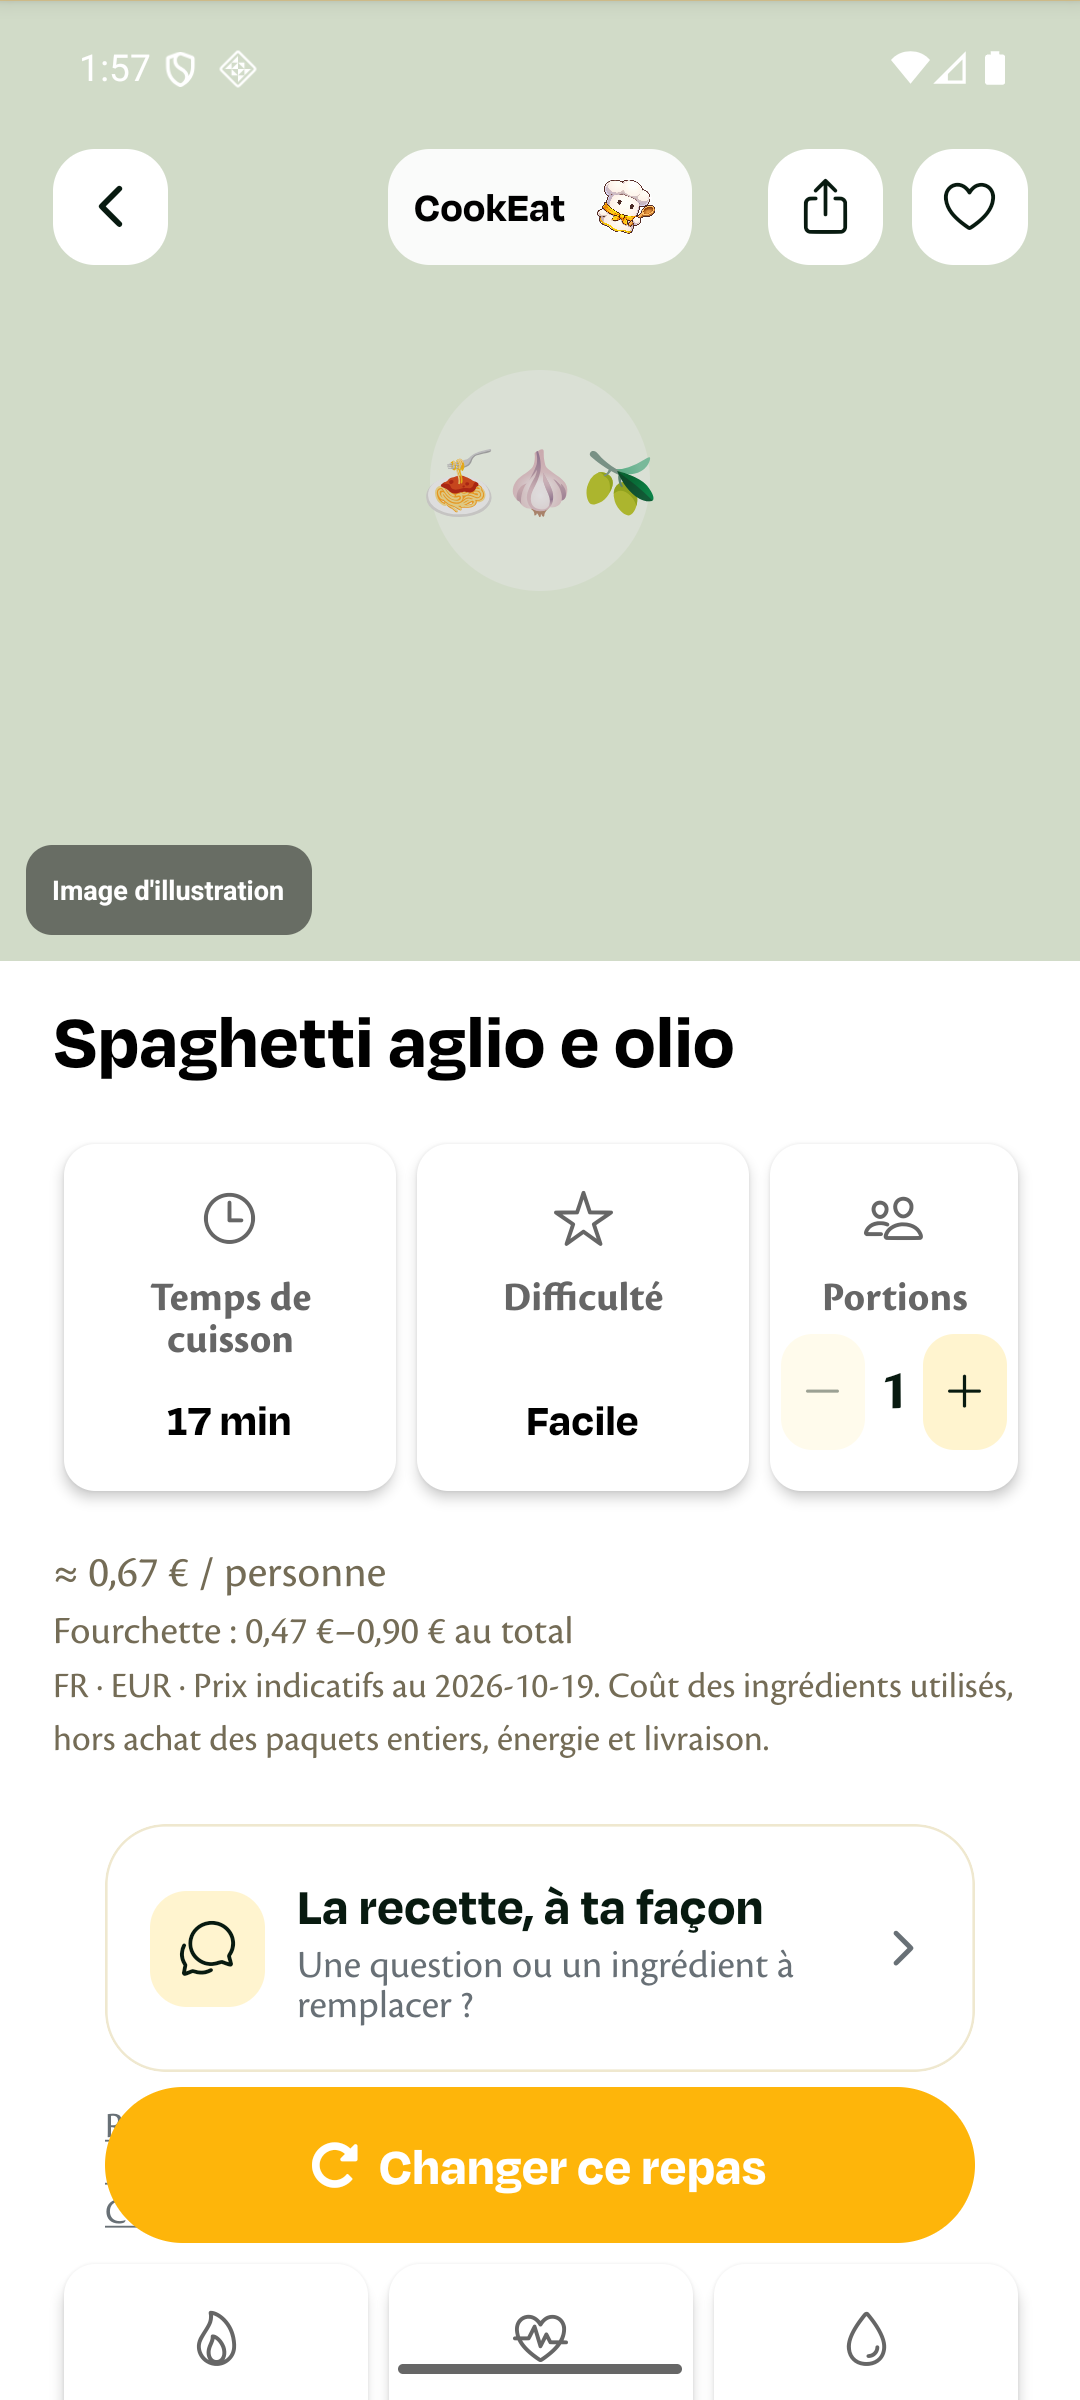 1:57
CookEat
Image d'illustration
Spaghetti aglio e olio
Temps de
cuisson
17 min
Difficulté
Facile
Portions
1
≈ 0,67 € / personne
Fourchette : 0,47 €–0,90 € au total
FR · EUR · Prix indicatifs au 2026-10-19. Coût des ingrédients utilisés,
hors achat des paquets entiers, énergie et livraison.
La recette, à ta façon
Une question ou un ingrédient à
remplacer ?
Changer ce repas